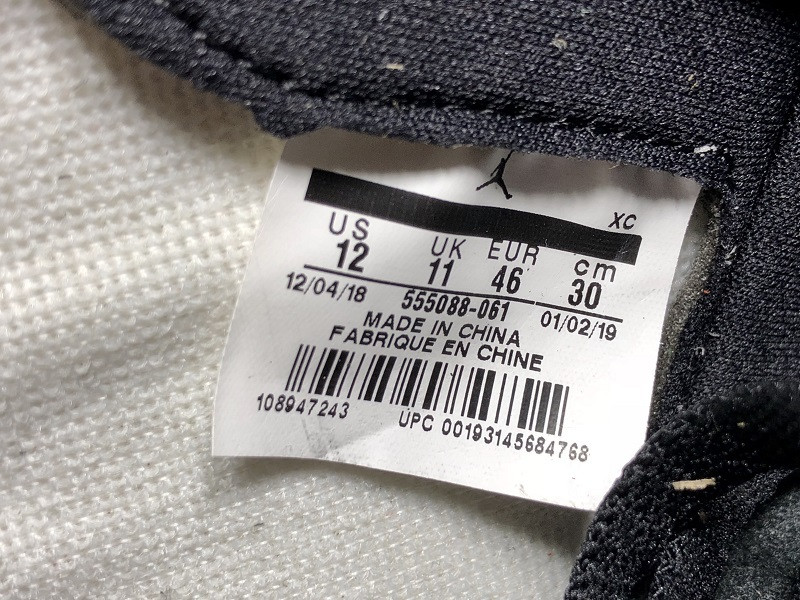 XC
US UK EUR cm
12 11 46 30
12/04/18 555088-061 01/02/19
MADE IN CHINA
FABRIQUE EN CHINE
108947243 UPC 00193145684768